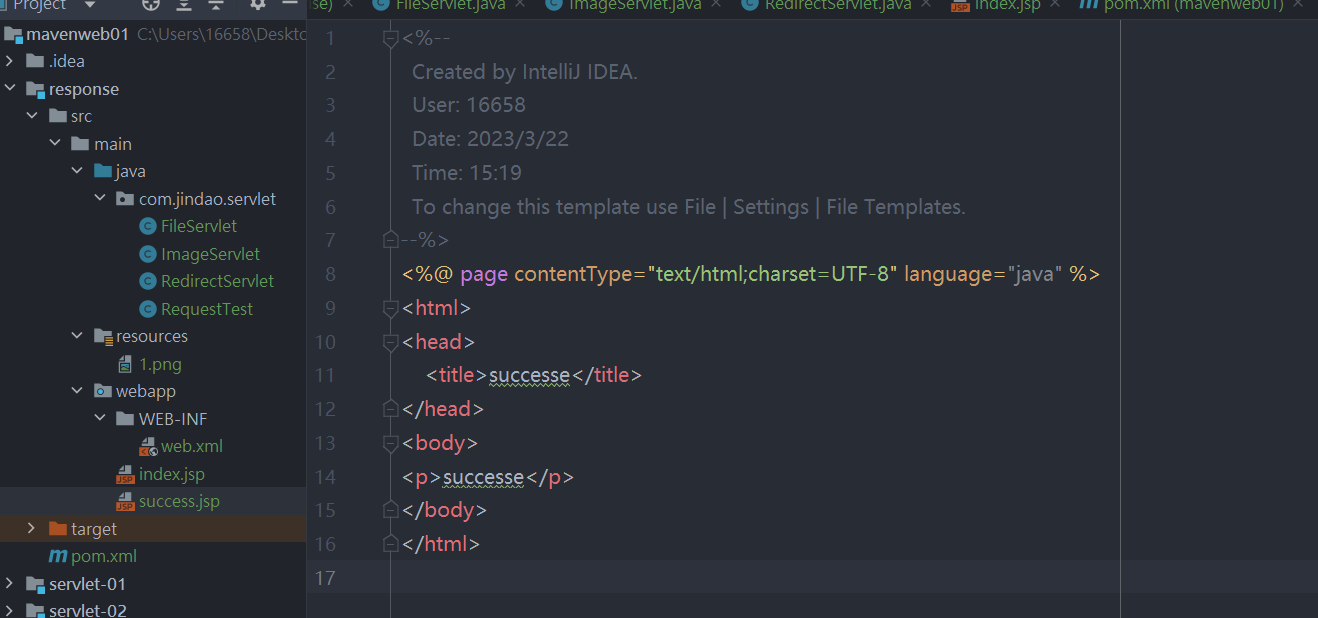 Project
se)
FileServlet.java
ImageServlet.java
RedirectServlet.java
index.jsp
pom.xml (mavenweb01)
mavenweb01 C:\Users\16658\Deskto
.idea
response
src
main
java
com.jindao.servlet
FileServlet
ImageServlet
RedirectServlet
RequestTest
resources
1.png
webapp
WEB-INF
web.xml
index.jsp
success.jsp
target
pom.xml
servlet-01
servlet-02
1 <%--
2 Created by IntelliJ IDEA.
3 User: 16658
4 Date: 2023/3/22
5 Time: 15:19
6 To change this template use File | Settings | File Templates.
7 --%>
8 <%@ page contentType="text/html;charset=UTF-8" language="java" %>
9 <html>
10 <head>
11 <title>successe</title>
12 </head>
13 <body>
14 <p>successe</p>
15 </body>
16 </html>
17